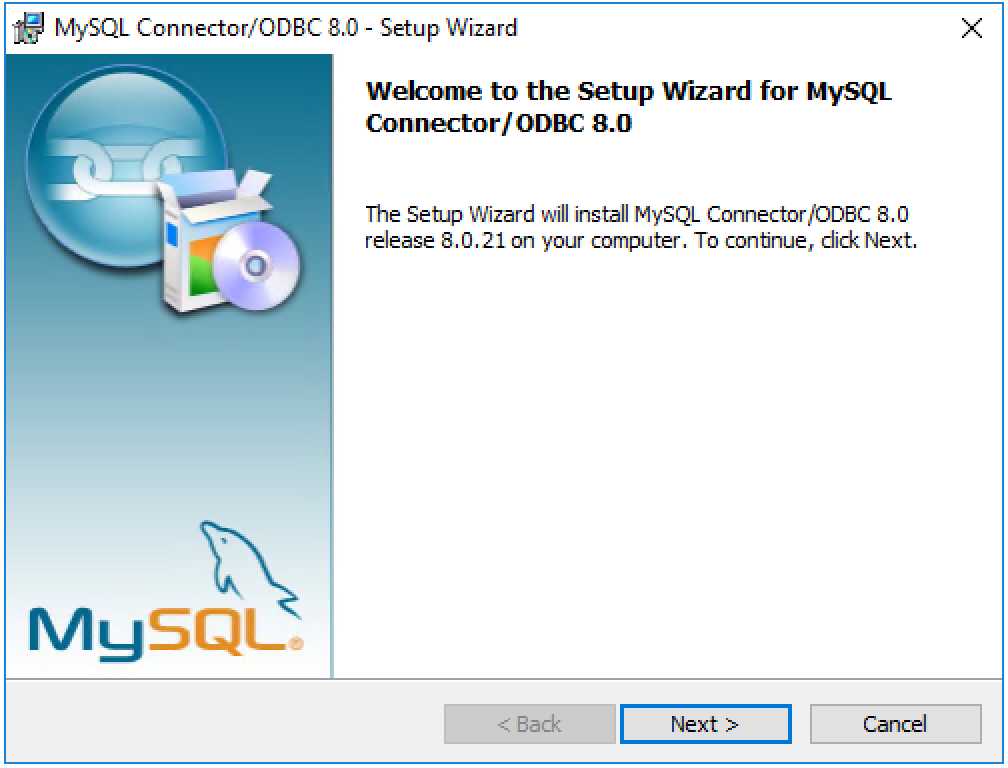 MySQL Connector/ODBC 8.0 - Setup Wizard
Welcome to the Setup Wizard for MySQL
Connector/ODBC 8.0
The Setup Wizard will install MySQL Connector/ODBC 8.0
release 8.0.21 on your computer. To continue, click Next.
MySQL®
< Back
Next >
Cancel